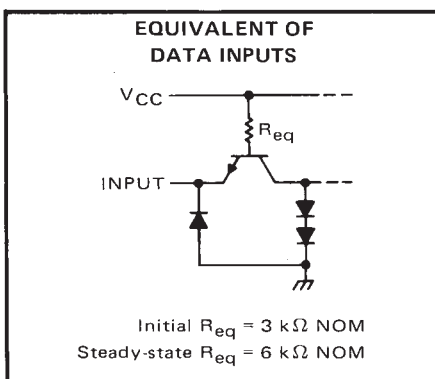 EQUIVALENT OF
DATA INPUTS
VCC
Req
INPUT
Initial Req = 3 kΩ NOM
Steady-state Req = 6 kΩ NOM